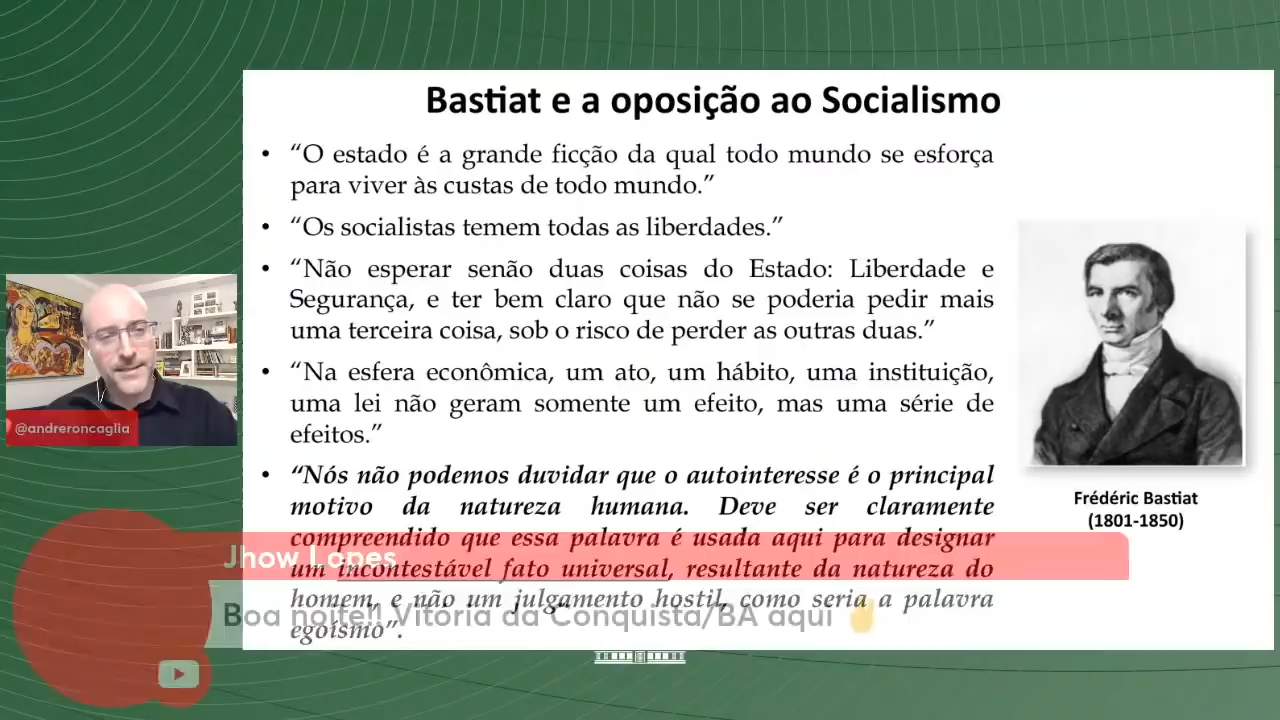 Bastiat e a oposição ao Socialismo
• “O estado é a grande ficção da qual todo mundo se esforça
para viver às custas de todo mundo.”
• “Os socialistas temem todas as liberdades.”
• “Não esperar senão duas coisas do Estado: Liberdade e
Segurança, e ter bem claro que não se poderia pedir mais
uma terceira coisa, sob o risco de perder as outras duas.”
• “Na esfera econômica, um ato, um hábito, uma instituição,
uma lei não geram somente um efeito, mas uma série de
efeitos.”
• “Nós não podemos duvidar que o autointeresse é o principal
motivo da natureza humana. Deve ser claramente
compreendido que essa palavra é usada aqui para designar
um incontestável fato universal, resultante da natureza do
homem, e não um julgamento hostil, como seria a palavra
egoísmo”.
Frédéric Bastiat
(1801-1850)
@andreroncaglia
Jhow Lopes
Boa noite!! Vitória da Conquista/BA aqui ✌